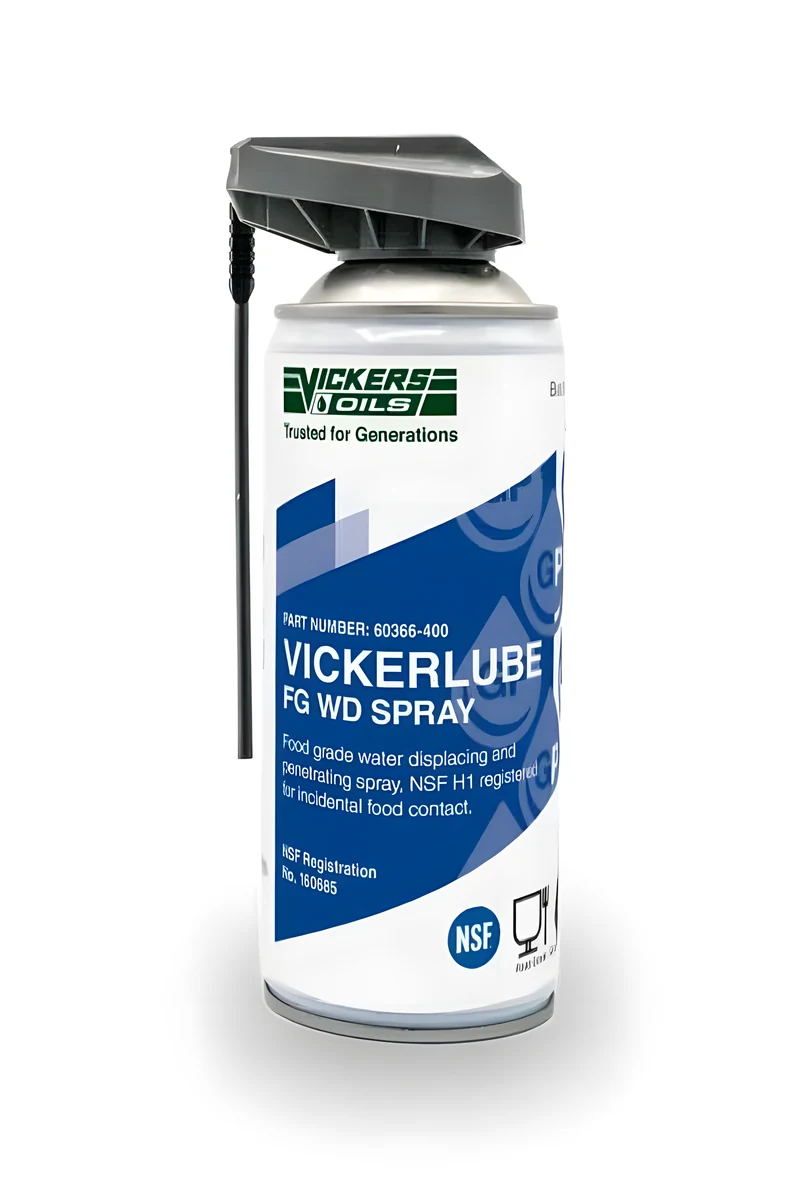 VICKERS
OILS
Trusted for Generations
PART NUMBER: 60366-400
VICKERLUBE
FG WD SPRAY
Food grade water displacing and
penetrating spray, NSF H1 registered
for incidental food contact.
NSF Registration
No. 160685
NSF